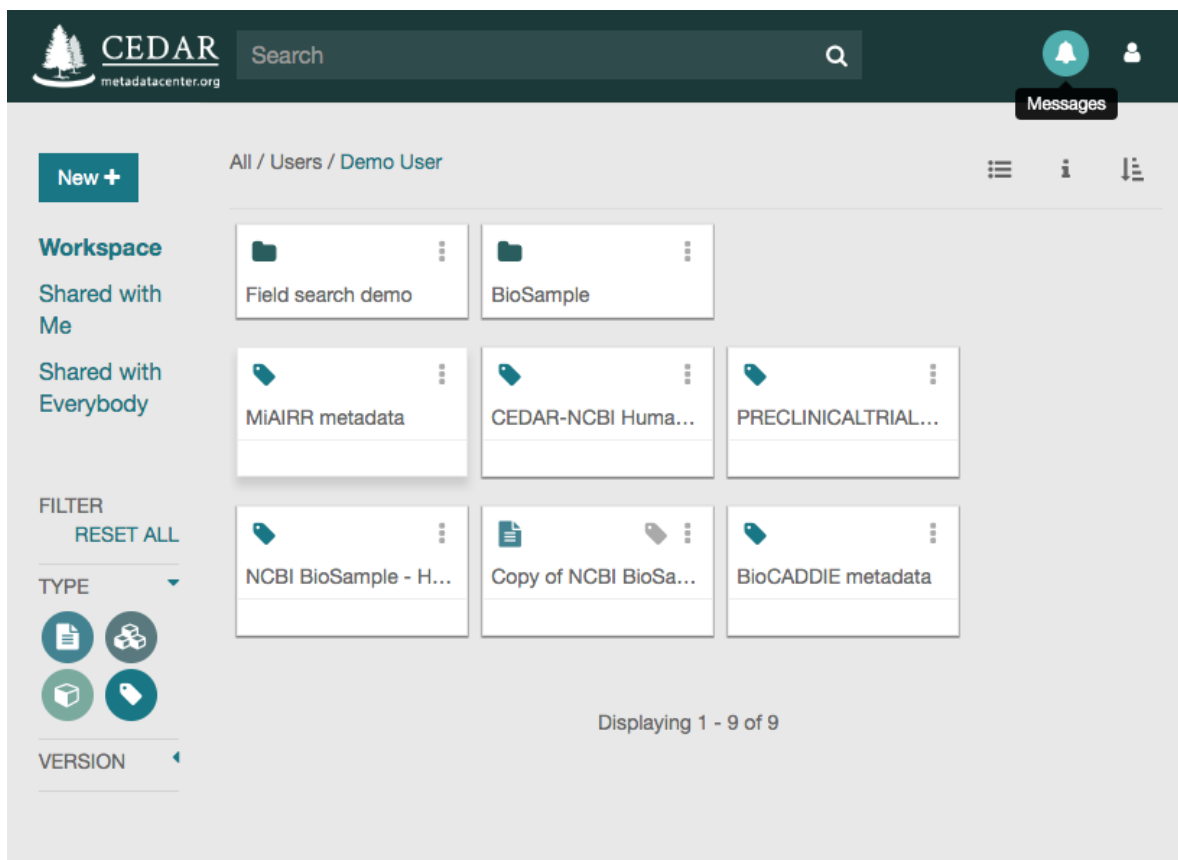 CEDAR
metadatacenter.org
Search
Messages
New +
All / Users / Demo User
Workspace
Shared with
Me
Shared with
Everybody
Field search demo
BioSample
MiAIRR metadata
CEDAR-NCBI Huma...
PRECLINICALTRIAL...
FILTER
RESET ALL
TYPE
NCBI BioSample - H...
Copy of NCBI BioSa...
BioCADDIE metadata
Displaying 1 - 9 of 9
VERSION